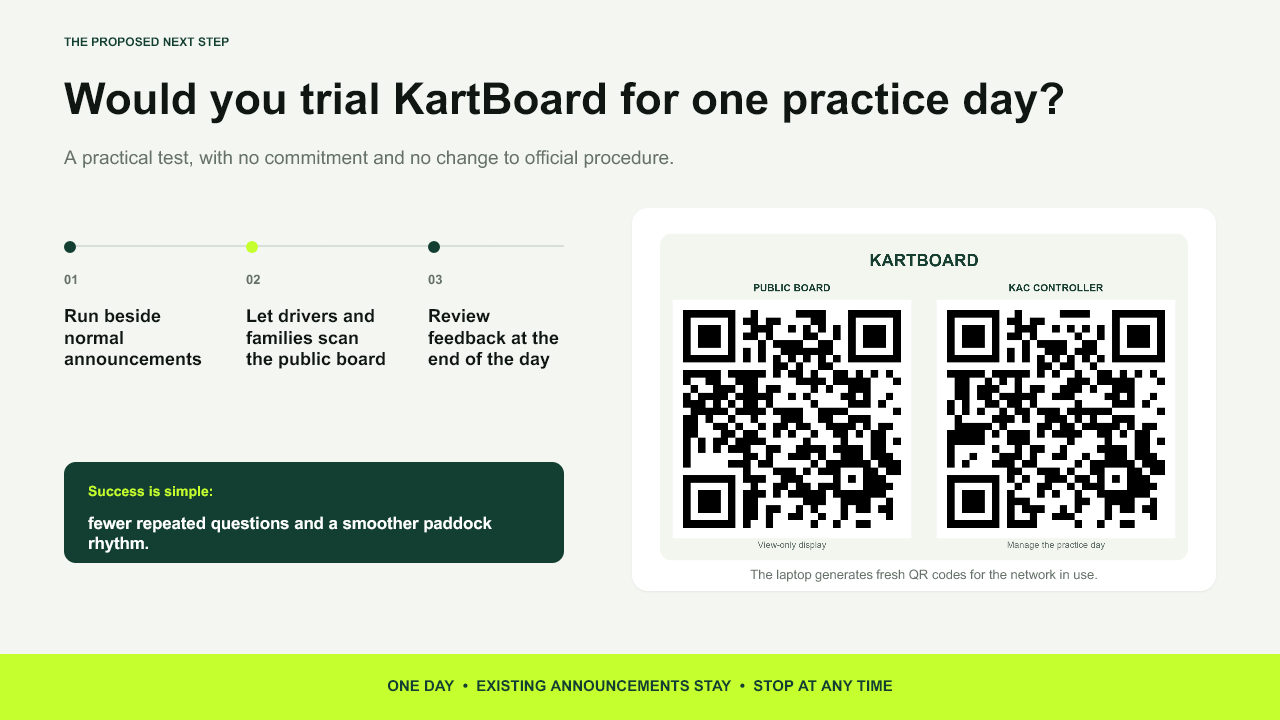 THE PROPOSED NEXT STEP
Would you trial KartBoard for one practice day?
A practical test, with no commitment and no change to official procedure.
01
Run beside
normal
announcements
02
Let drivers and
families scan
the public board
03
Review
feedback at the
end of the day
Success is simple:
fewer repeated questions and a smoother paddock
rhythm.
KARTBOARD
PUBLIC BOARD
View-only display
KAC CONTROLLER
Manage the practice day
The laptop generates fresh QR codes for the network in use.
ONE DAY • EXISTING ANNOUNCEMENTS STAY • STOP AT ANY TIME